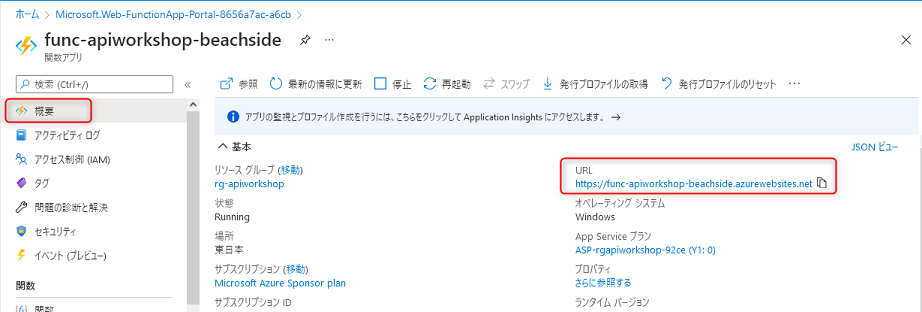 ホーム > Microsoft.Web-FunctionApp-Portal-8656a7ac-a6cb >
func-apiworkshop-beachside
関数アプリ
検索 (Ctrl+/)
概要
アクティビティ ログ
アクセス制御 (IAM)
タグ
問題の診断と解決
セキュリティ
イベント (プレビュー)
関数
関数
参照 最新の情報に更新 停止 再起動 スワップ 発行プロファイルの取得 発行プロファイルのリセット ...
アプリの監視とプロファイル作成を行うには、こちらをクリックして Application Insights にアクセスします。 →
基本
JSON ビュー
リソース グループ (移動)
rg-apiworkshop
状態
Running
場所
東日本
サブスクリプション (移動)
Microsoft Azure Sponsor plan
サブスクリプション ID
URL
https://func-apiworkshop-beachside.azurewebsites.net
オペレーティング システム
Windows
App Service プラン
ASP-rgapiworkshop-92ce (Y1: 0)
プロパティ
さらに参照する
ランタイム バージョン